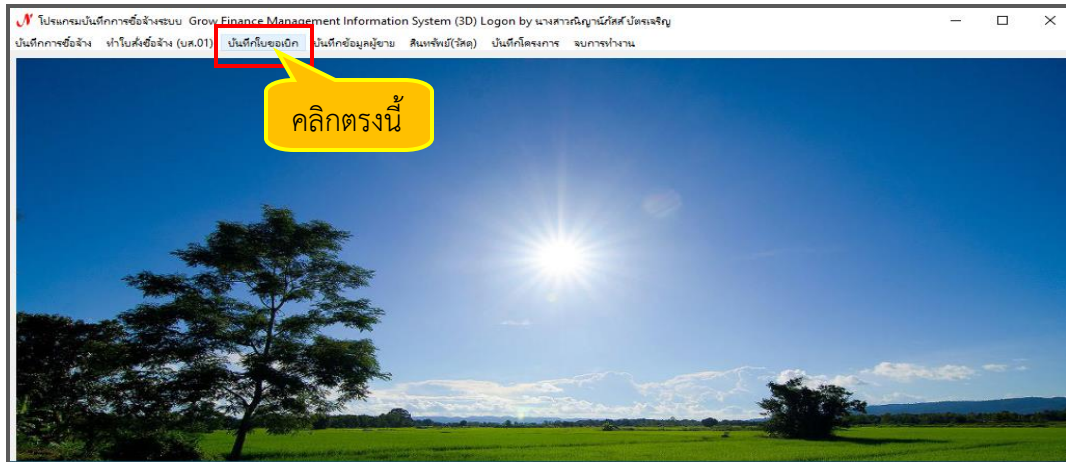 N โปรแกรมบันทึกการซื้อจ้างระบบ Grow Finance Management Information System (3D) Logon by นางสาวณิญาณ์ภัสส์ บัตรเจริญ
บันทึกการซื้อจ้าง ทำใบสั่งซื้อจ้าง (บส.01) บันทึกใบขอเบิก บันทึกข้อมูลผู้ขาย สินทรัพย์(วัสดุ) บันทึกโครงการ จบการทำงาน
คลิกตรงนี้